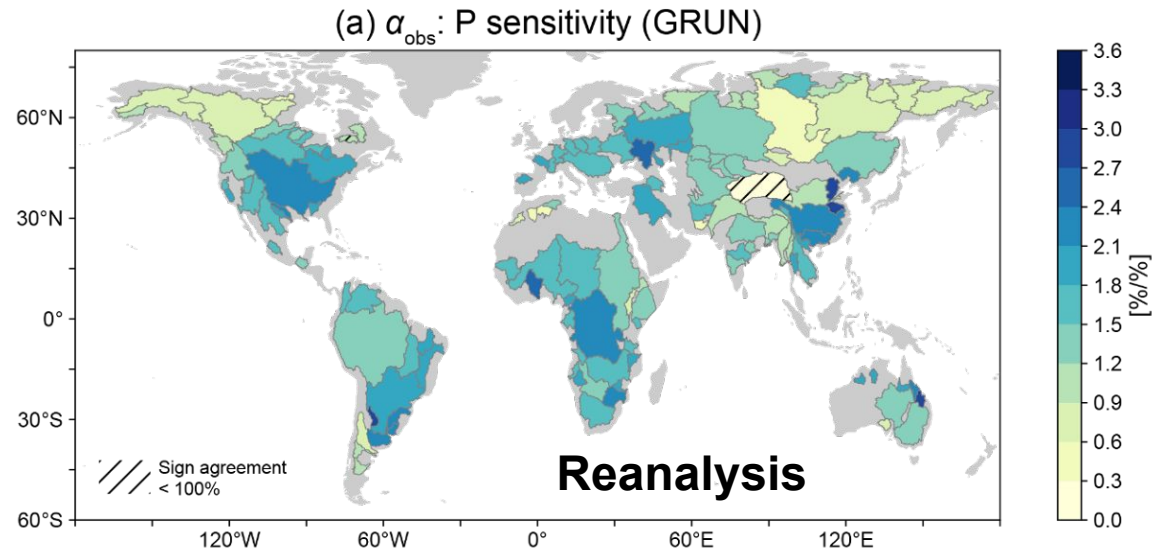 (a) αobs: P sensitivity (GRUN)
60°N
30°N
0°
30°S
60°S
120°W
60°W
0°
60°E
120°E
Sign agreement
< 100%
Reanalysis
3.6
3.3
3.0
2.7
2.4
2.1
1.8
1.5
1.2
0.9
0.6
0.3
0.0
[%/%]